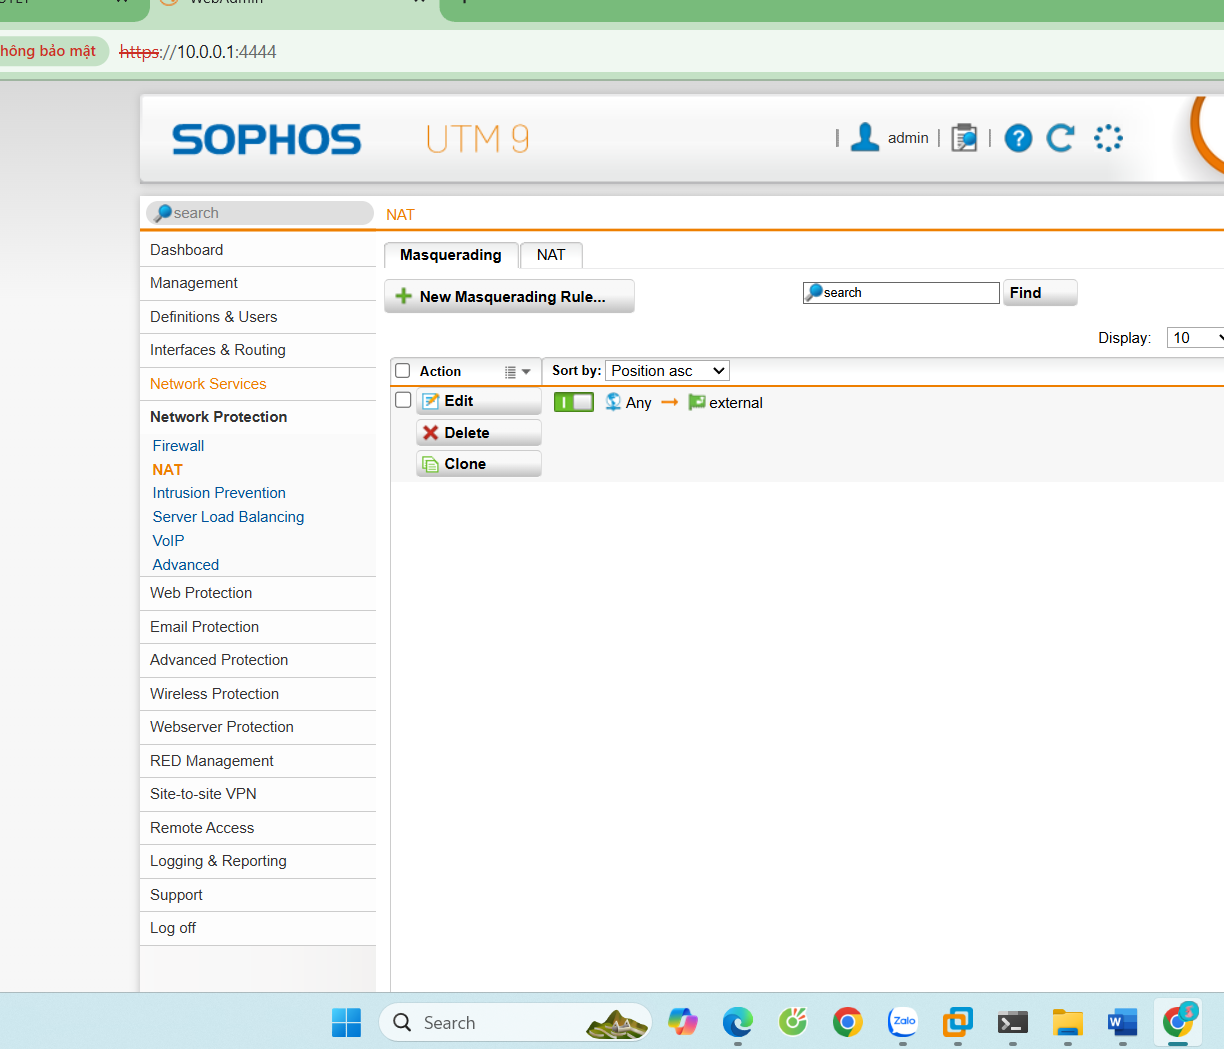 WebAdmin
hông bảo mật
https://10.0.0.1:4444
SOPHOS UTM 9
| admin | | ?
search
NAT
Dashboard
Management
Definitions & Users
Interfaces & Routing
Network Services
Network Protection
Firewall
NAT
Intrusion Prevention
Server Load Balancing
VoIP
Advanced
Web Protection
Email Protection
Advanced Protection
Wireless Protection
Webserver Protection
RED Management
Site-to-site VPN
Remote Access
Logging & Reporting
Support
Log off
Masquerading NAT
New Masquerading Rule...
search Find
Display: 10
Action Sort by: Position asc
Edit Any external
Delete
Clone
Search
Zalo